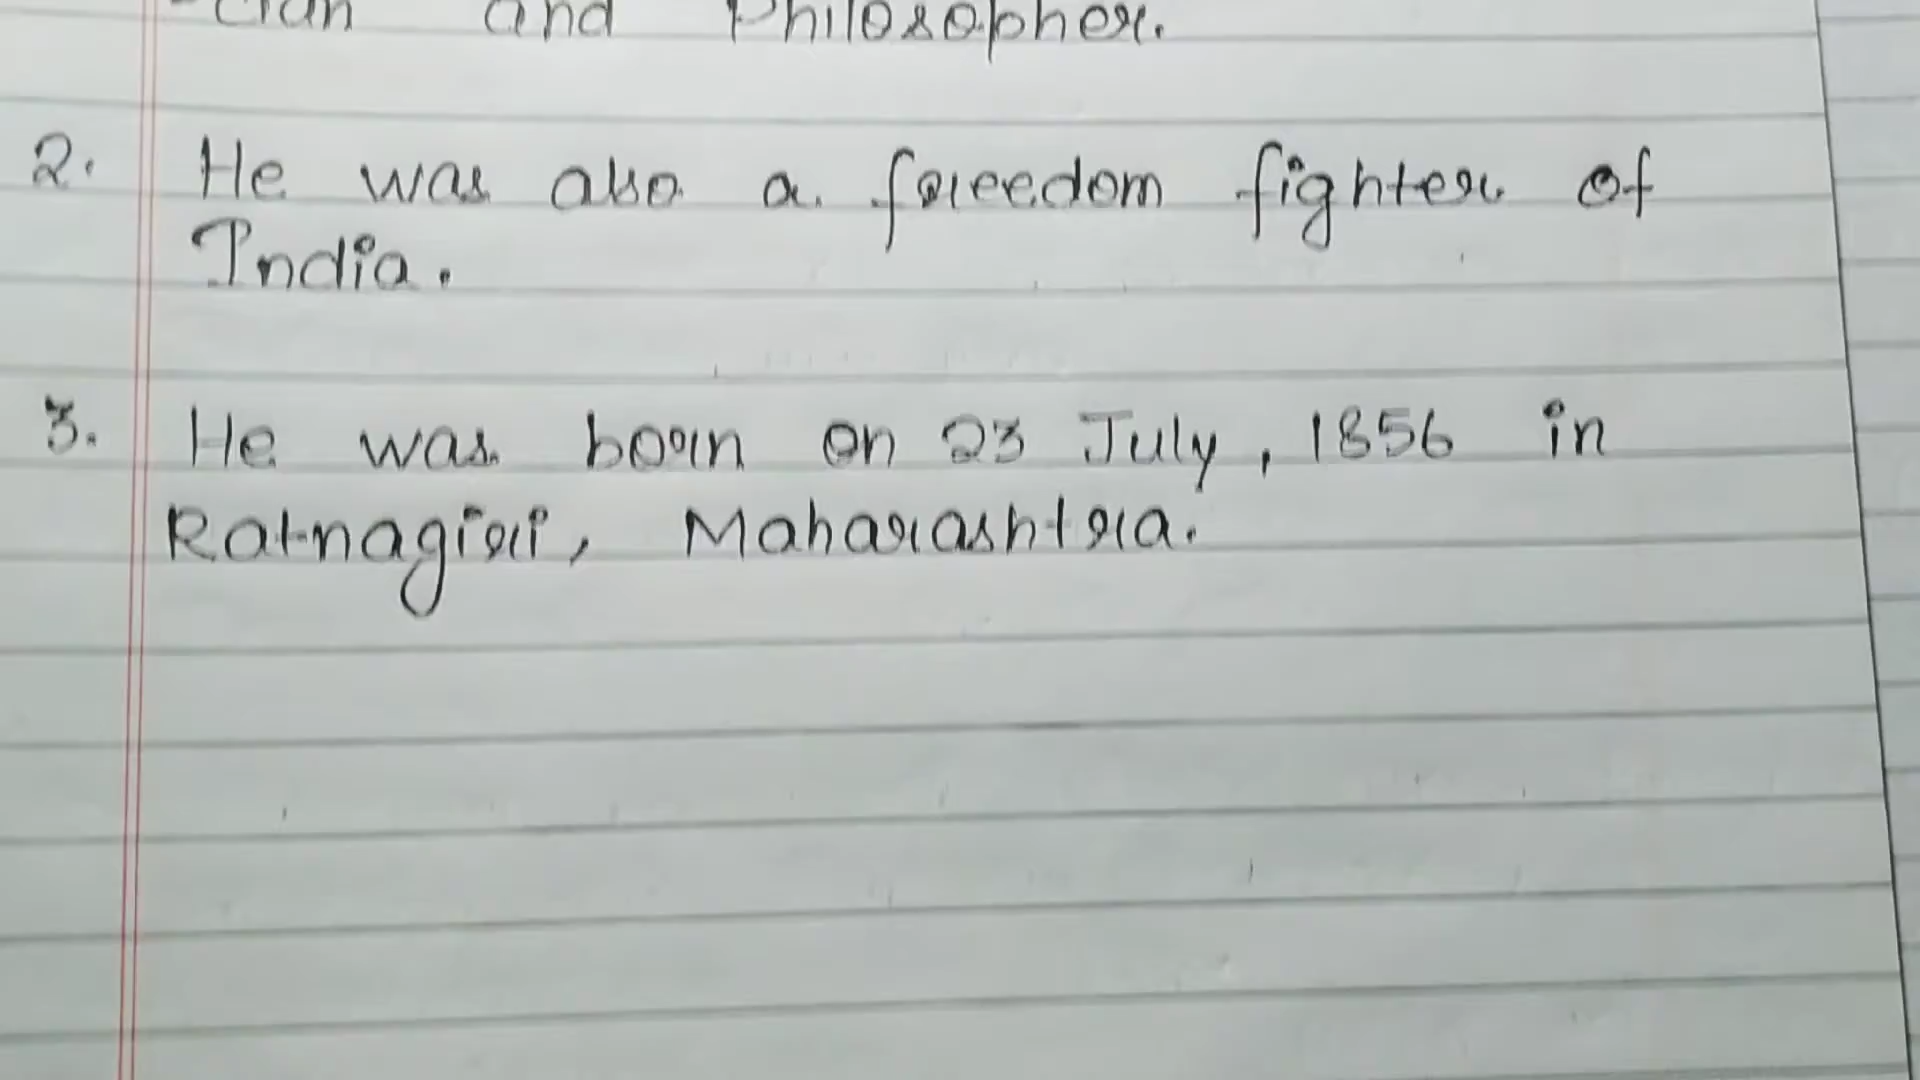 -cian and Philosopher.
2. He was also a freedom fighter of
India.
3. He was born on 23 July, 1856 in
Ratnagiri, Maharashtra.